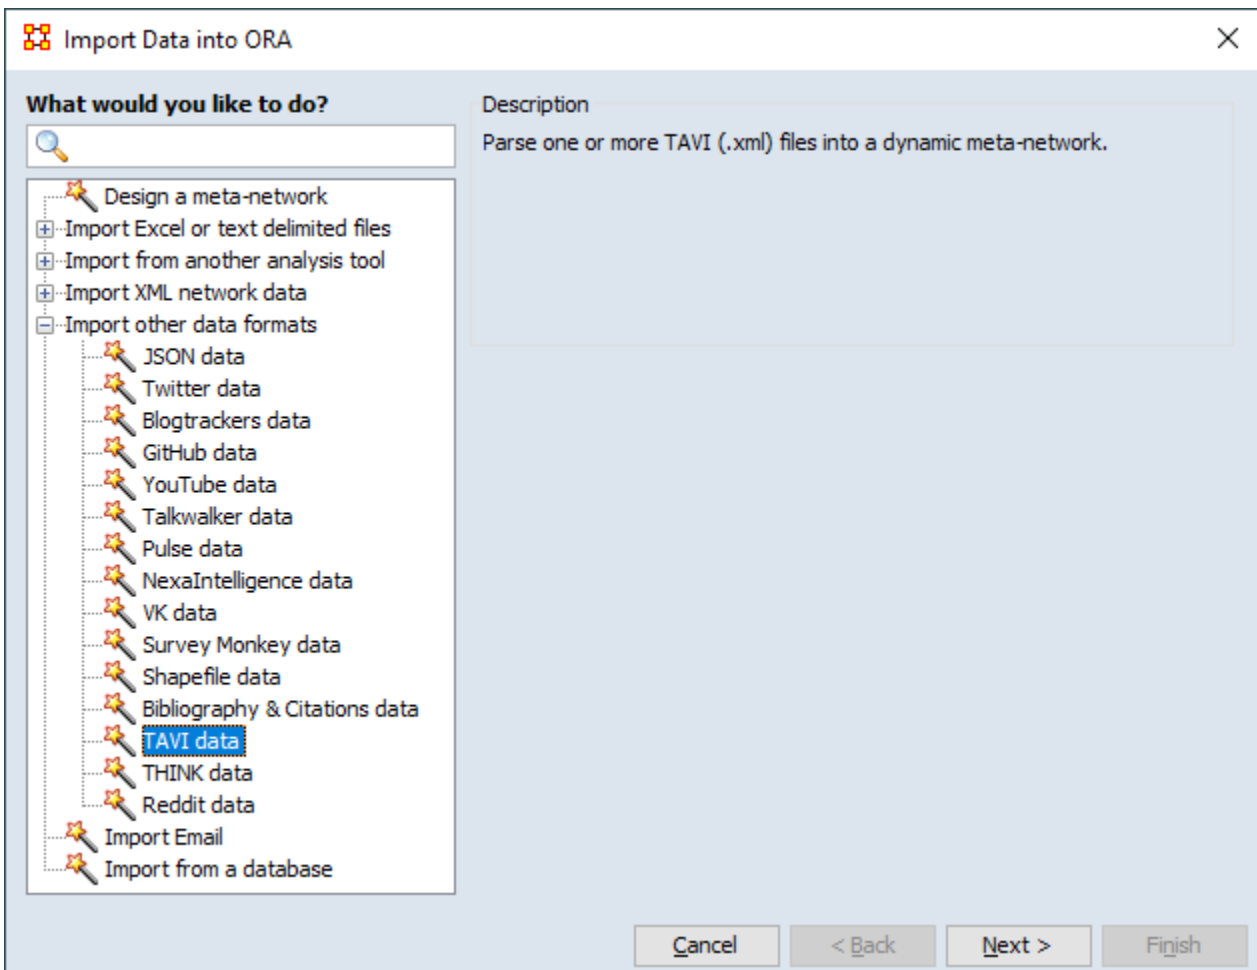 Import Data into ORA
What would you like to do?
Design a meta-network
Import Excel or text delimited files
Import from another analysis tool
Import XML network data
Import other data formats
JSON data
Twitter data
Blogtrackers data
GitHub data
YouTube data
Talkwalker data
Pulse data
NexaIntelligence data
VK data
Survey Monkey data
Shapefile data
Bibliography & Citations data
TAVI data
THINK data
Reddit data
Import Email
Import from a database
Description
Parse one or more TAVI (.xml) files into a dynamic meta-network.
Cancel
< Back
Next >
Finish